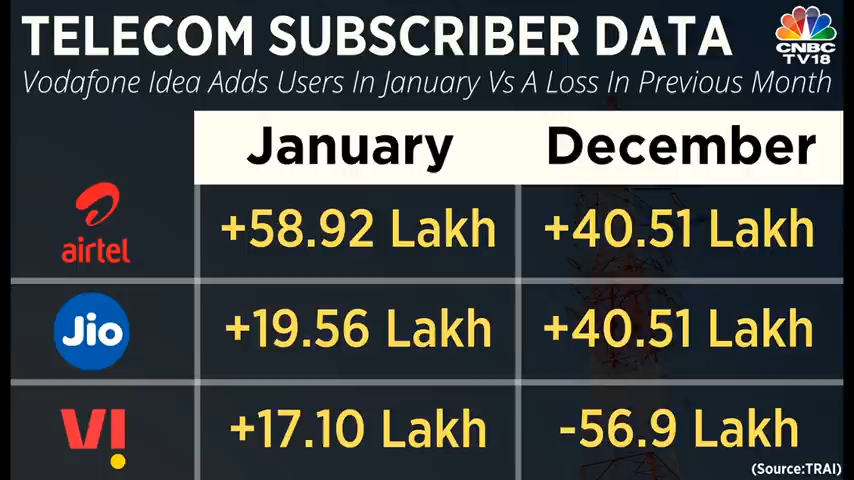 TELECOM SUBSCRIBER DATA
CNBC
TV18
Vodafone Idea Adds Users In January Vs A Loss In Previous Month
January December
airtel +58.92 Lakh +40.51 Lakh
Jio +19.56 Lakh +40.51 Lakh
VI +17.10 Lakh -56.9 Lakh
(Source:TRAI)